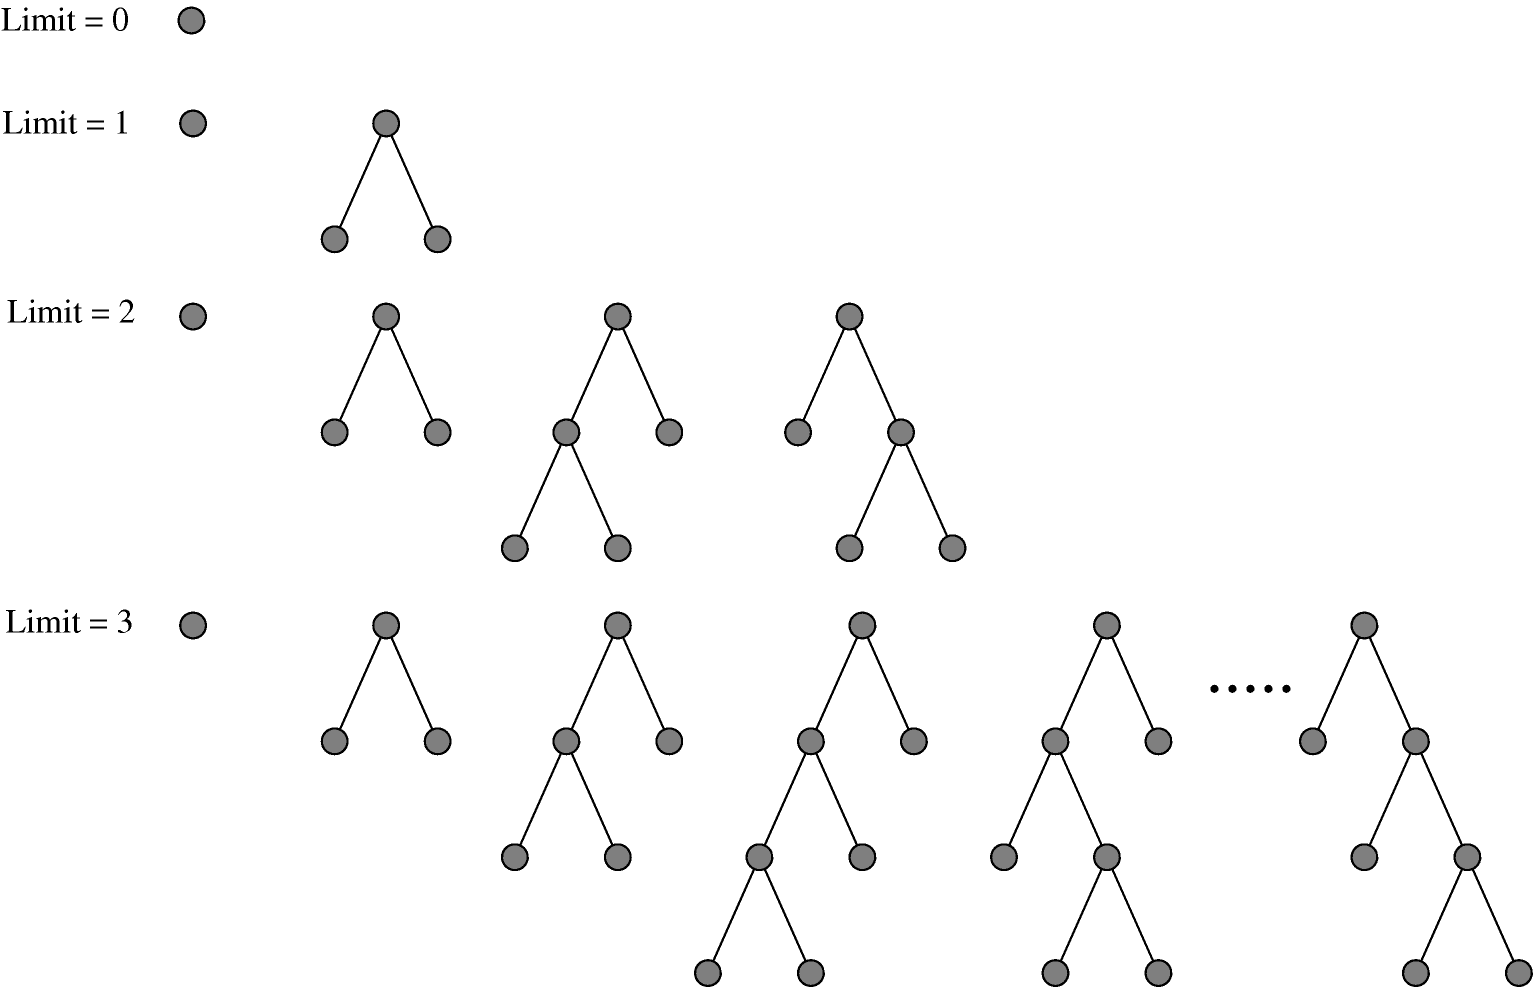 Limit = 0
Limit = 1
Limit = 2
Limit = 3